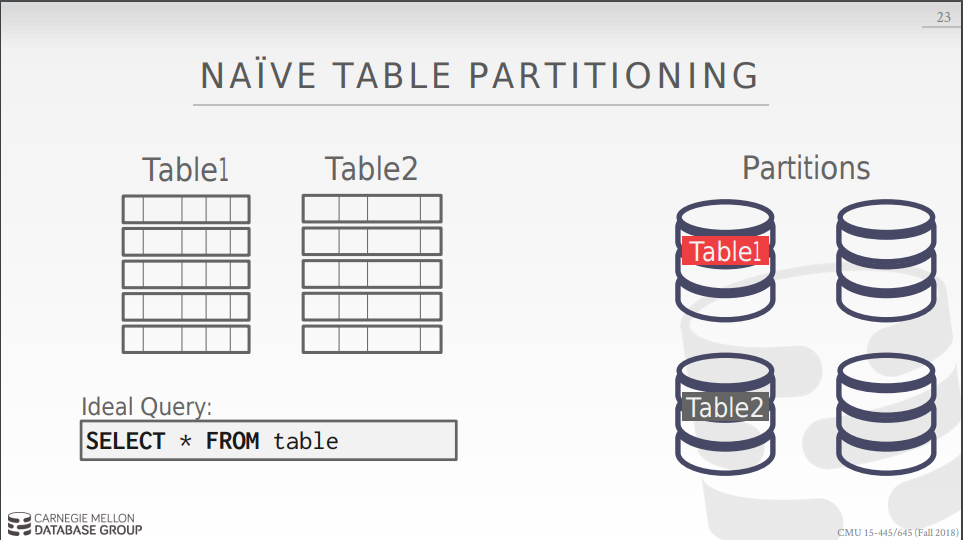 23
NAÏVE TABLE PARTITIONING
Table1
Table2
Partitions
Table1
Table2
Ideal Query:
SELECT * FROM table
CARNEGIE MELLON
DATABASE GROUP
CMU 15-445/645 (Fall 2018)